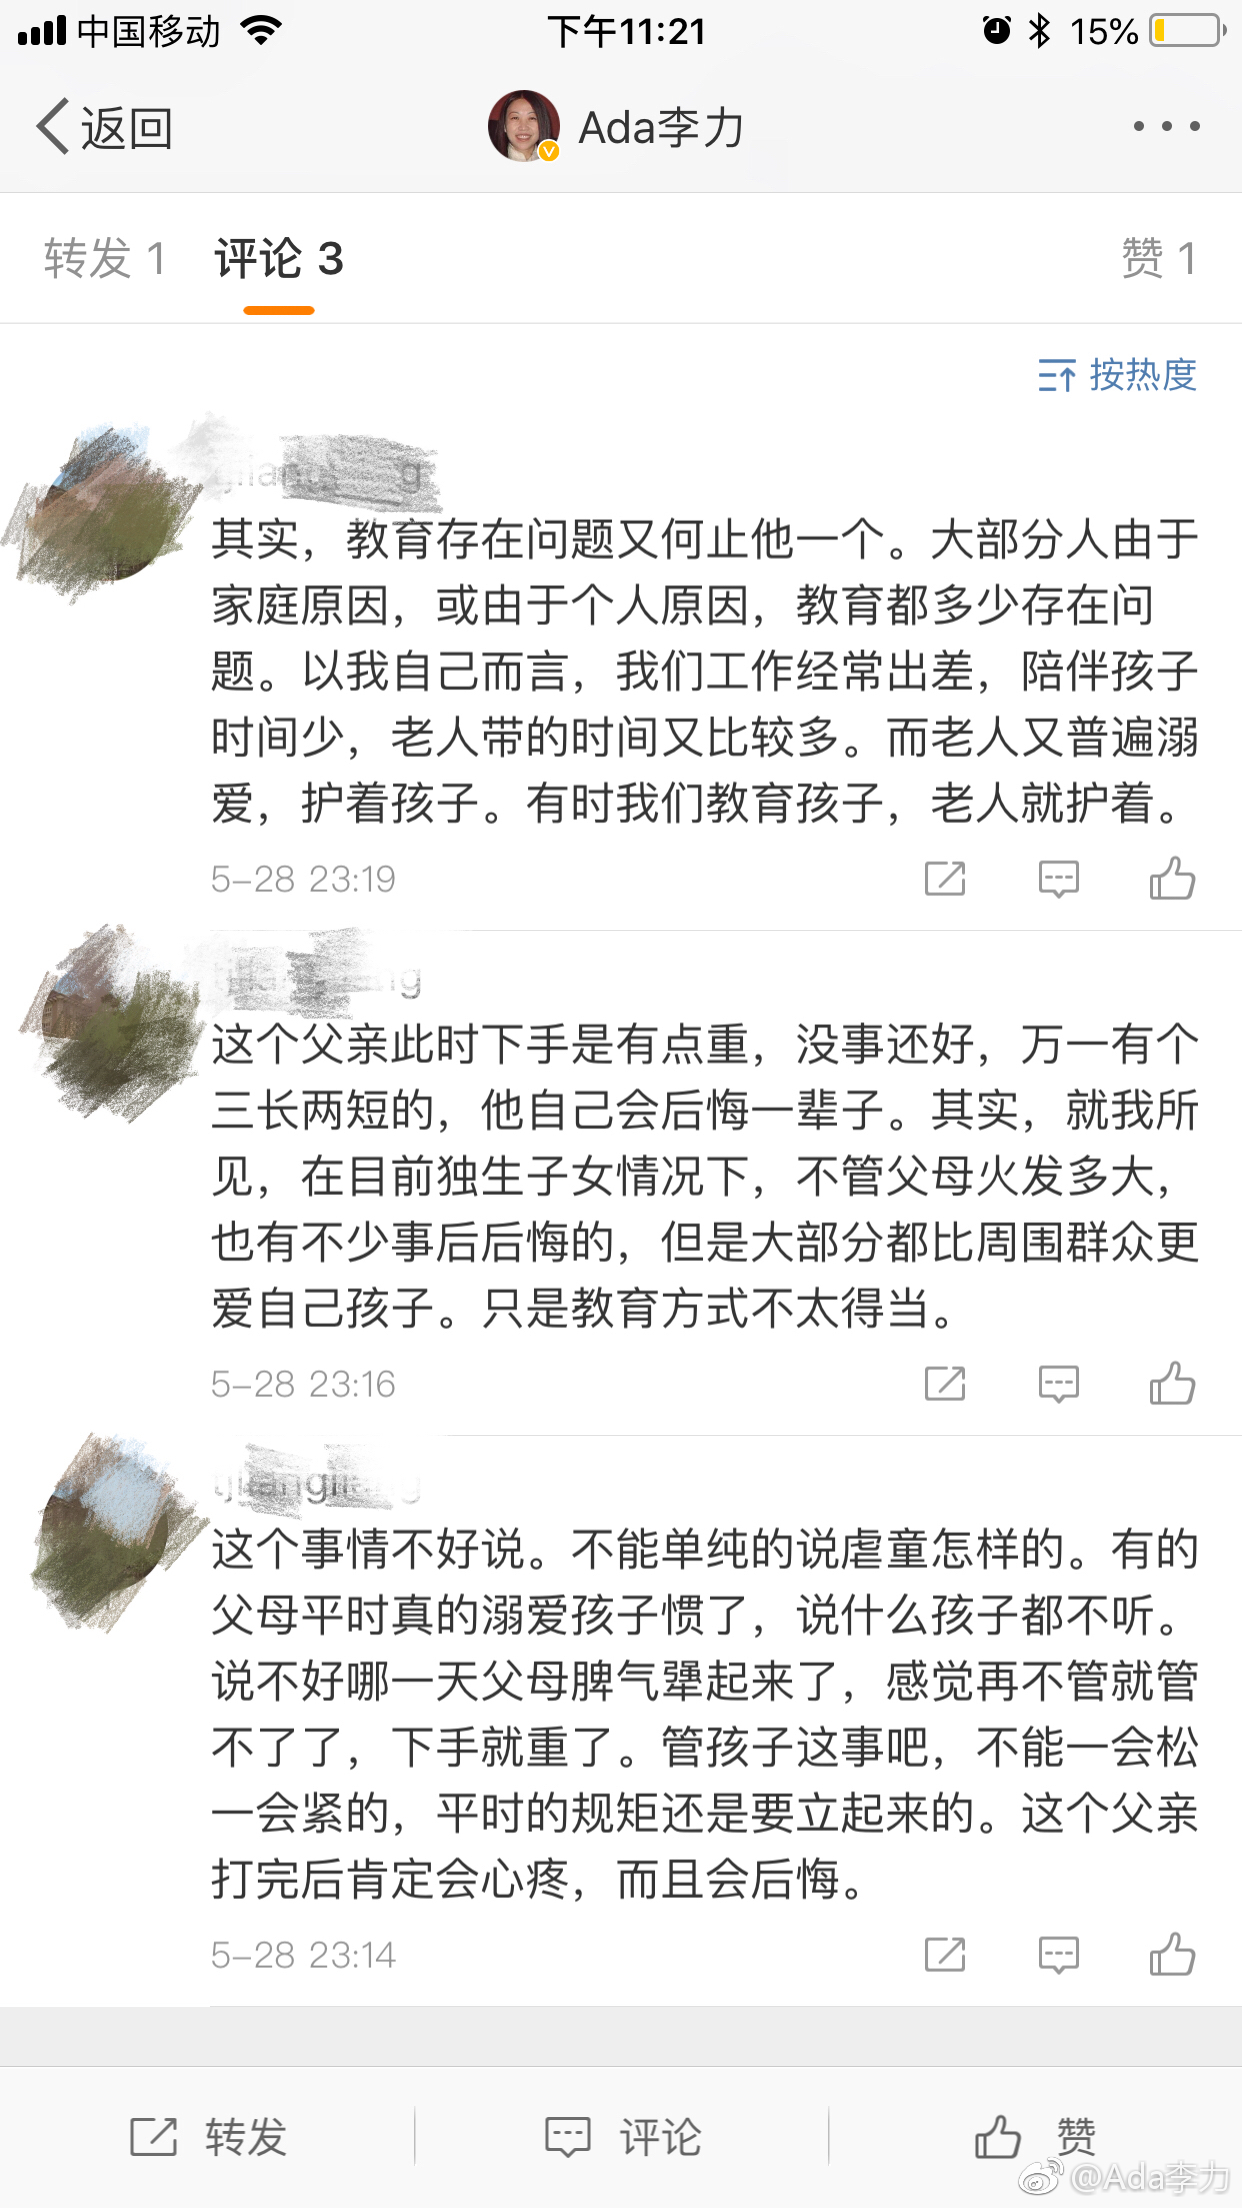 中国移动
下午11:21
15%
返回
Ada李力
转发 1
评论 3
赞 1
按热度
其实，教育存在问题又何止他一个。大部分人由于
家庭原因，或由于个人原因，教育都多少存在问
题。以我自己而言，我们工作经常出差，陪伴孩子
时间少，老人带的时间又比较多。而老人又普遍溺
爱，护着孩子。有时我们教育孩子，老人就护着。
5-28 23:19
这个父亲此时下手是有点重，没事还好，万一有个
三长两短的，他自己会后悔一辈子。其实，就我所
见，在目前独生子女情况下，不管父母火发多大，
也有不少事后后悔的，但是大部分都比周围群众更
爱自己孩子。只是教育方式不太得当。
5-28 23:16
这个事情不好说。不能单纯的说虐童怎样的。有的
父母平时真的溺爱孩子惯了，说什么孩子都不听。
说不好哪一天父母脾气犟起来了，感觉再不管就管
不了了，下手就重了。管孩子这事吧，不能一会松
一会紧的，平时的规矩还是要立起来的。这个父亲
打完后肯定会心疼，而且会后悔。
5-28 23:14
转发
评论
赞
@Ada李力